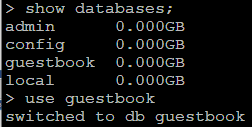 > show databases;
admin      0.000GB
config     0.000GB
guestbook  0.000GB
local      0.000GB
> use guestbook
switched to db guestbook